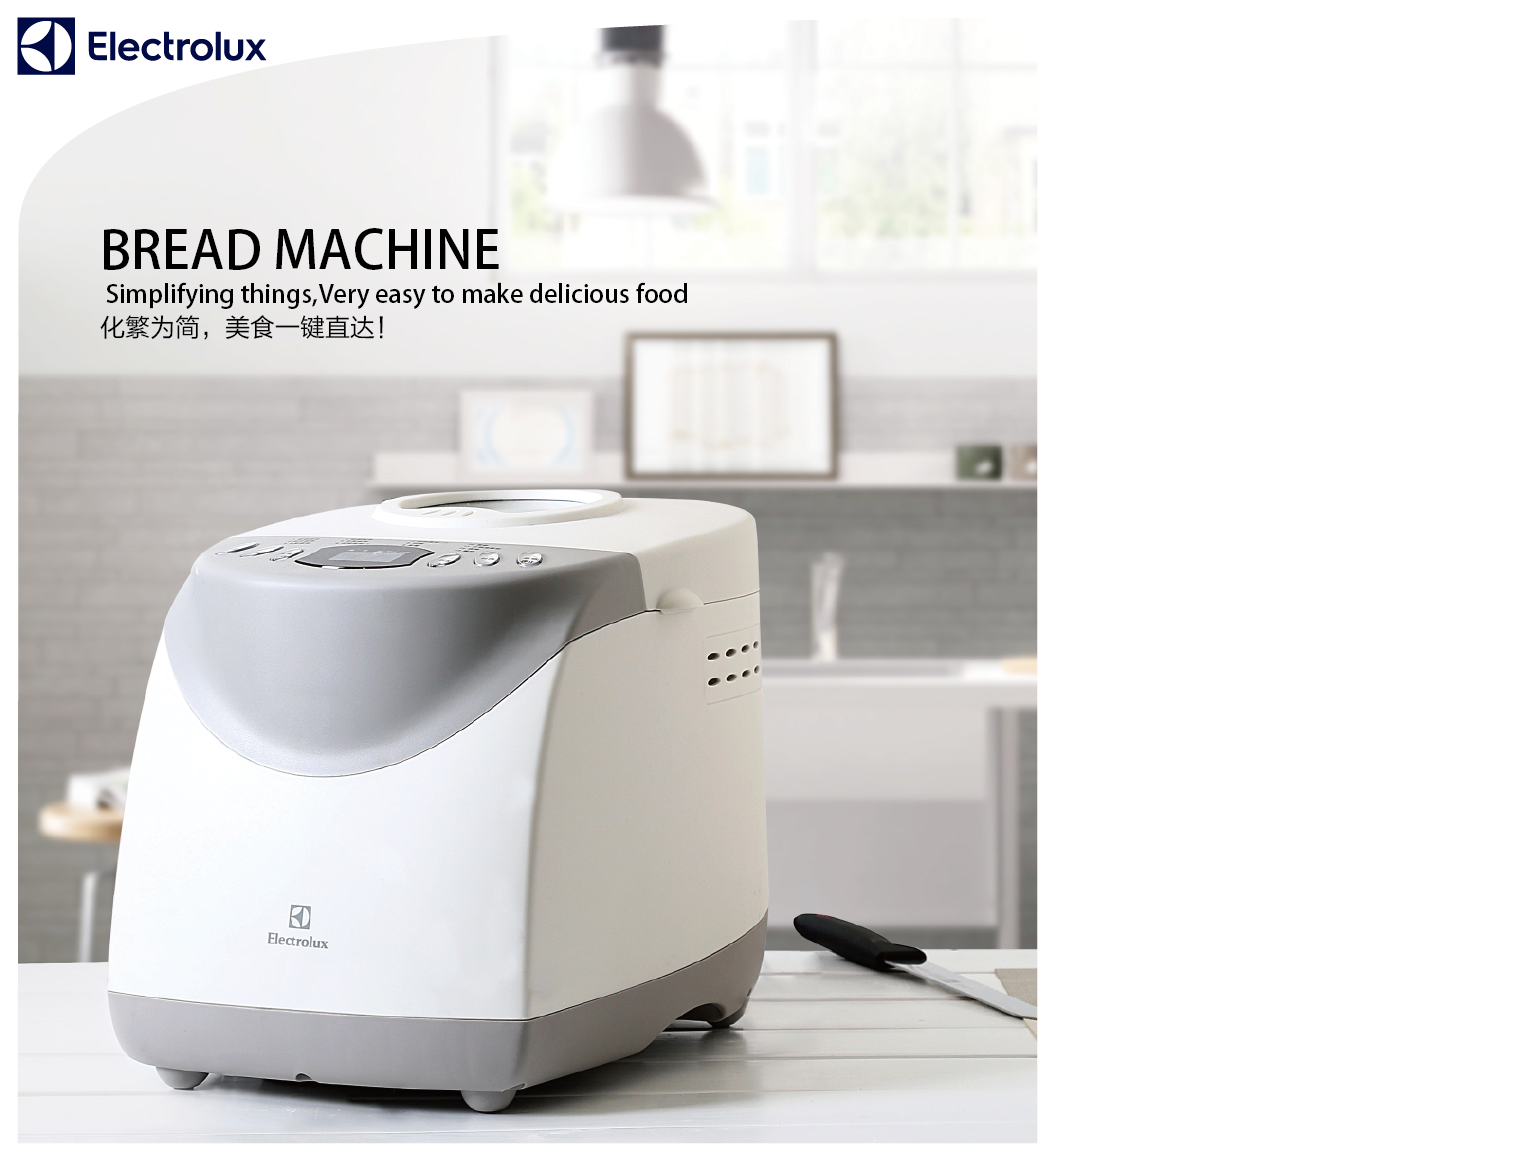 Electrolux
BREAD MACHINE
Simplifying things,Very easy to make delicious food
化繁为简，美食一键直达！
Electrolux